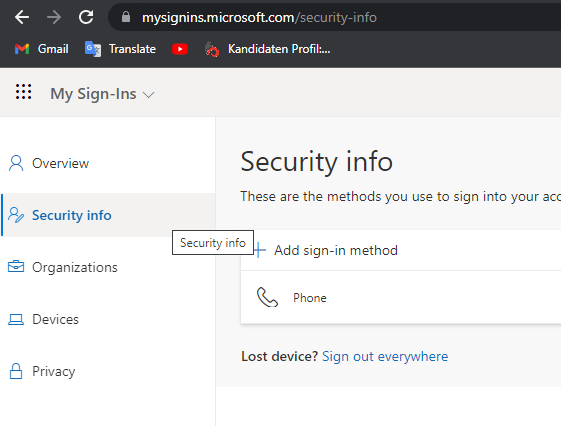 mysignins.microsoft.com/security-info
Gmail Translate Kandidaten Profil:...
My Sign-Ins
Overview
Security info
Organizations
Devices
Privacy
Security info
These are the methods you use to sign into your acc
Security info
Add sign-in method
Phone
Lost device? Sign out everywhere